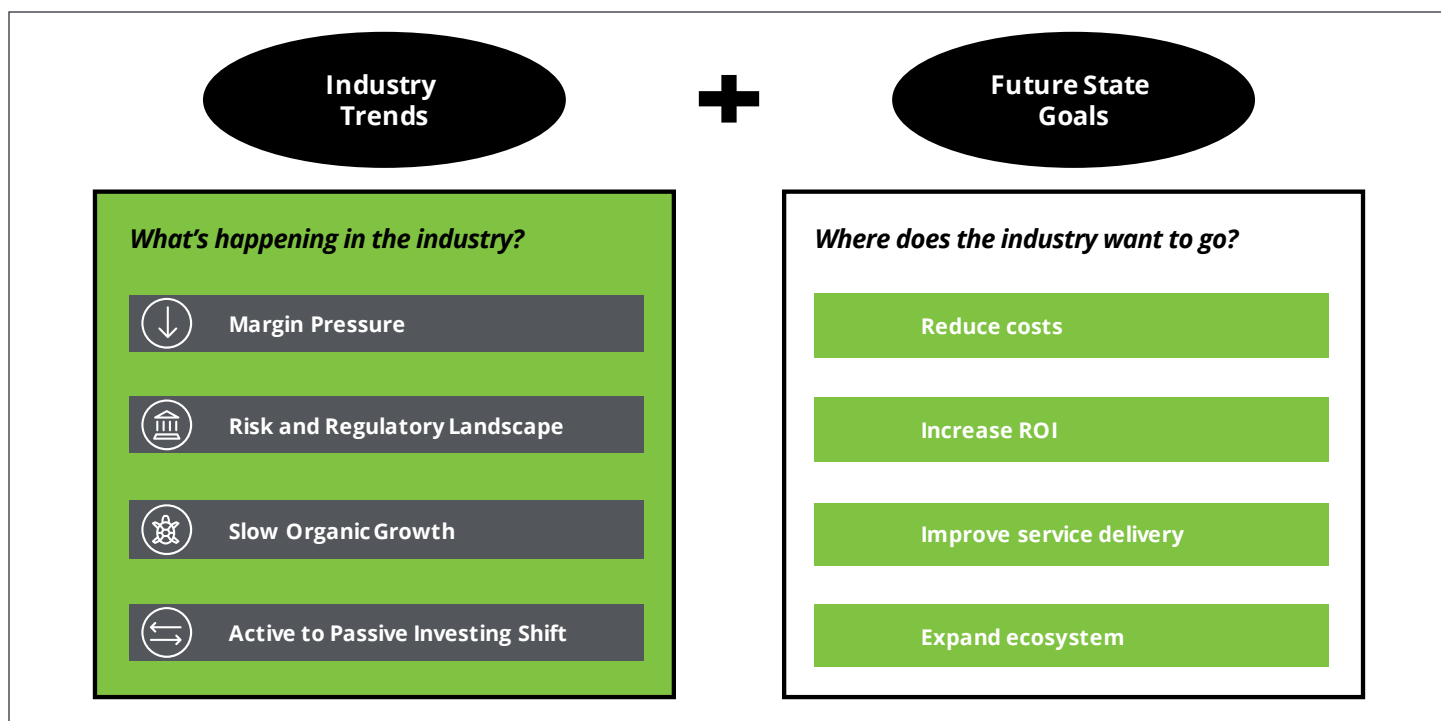 Industry
Trends
Future State
Goals
What's happening in the industry?
Margin Pressure
Risk and Regulatory Landscape
Slow Organic Growth
Active to Passive Investing Shift
Where does the industry want to go?
Reduce costs
Increase ROI
Improve service delivery
Expand ecosystem